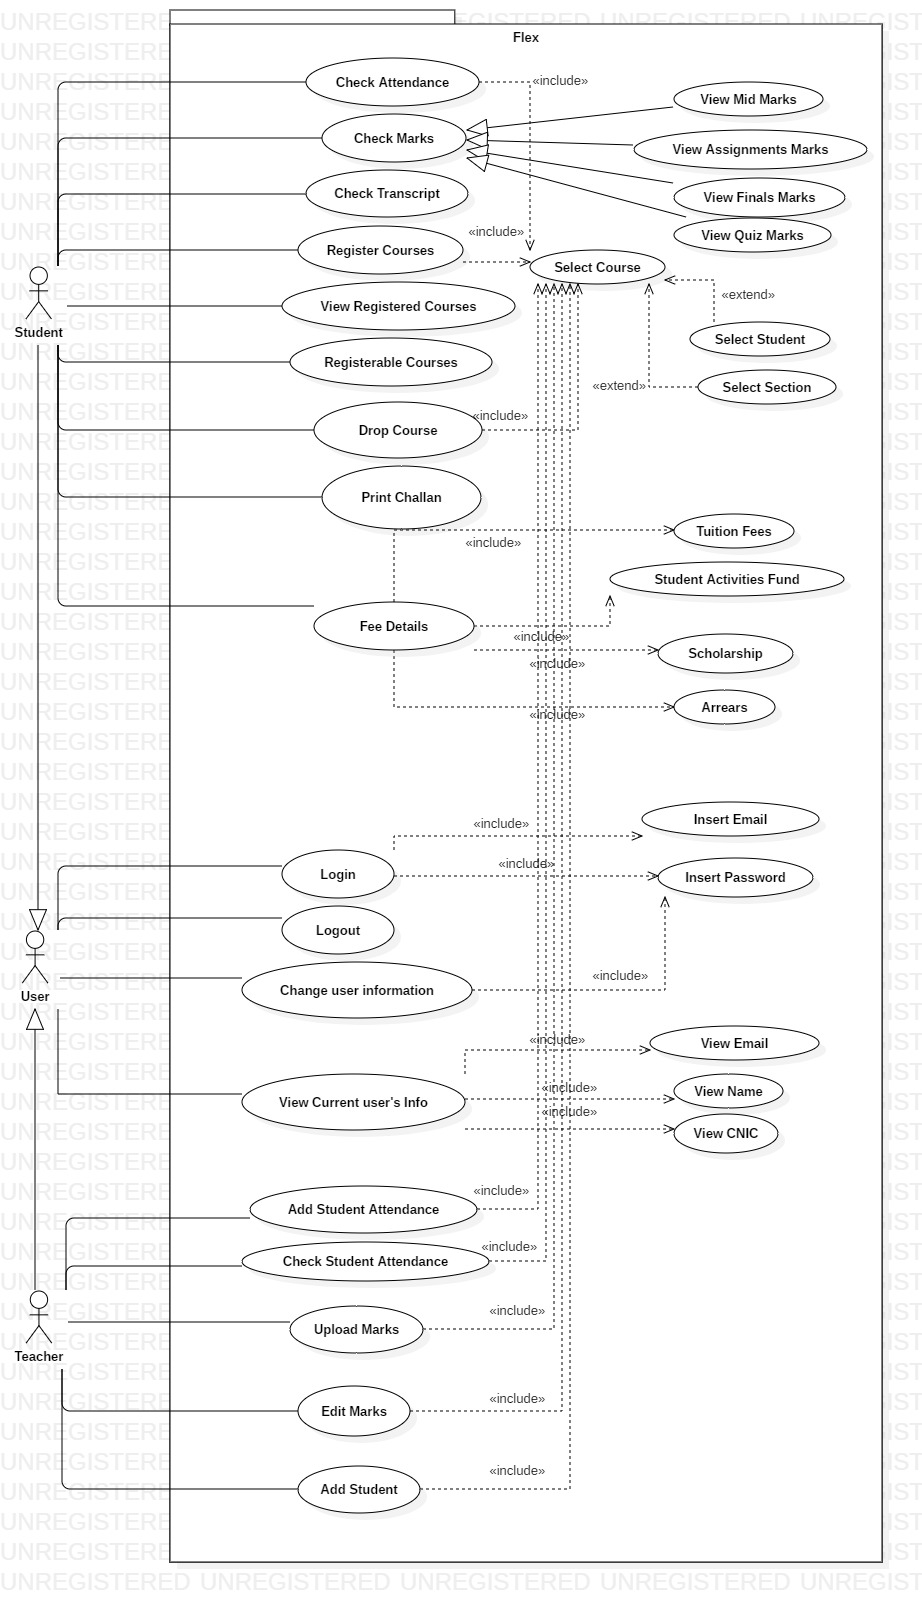 Flex
Check Attendance
«include»
View Mid Marks
Check Marks
View Assignments Marks
Check Transcript
View Finals Marks
«include»
View Quiz Marks
Register Courses
Select Course
Student
View Registered Courses
«extend»
Select Student
Registerable Courses
«extend»
Select Section
«include»
Drop Course
Print Challan
Tuition Fees
«include»
Student Activities Fund
Fee Details
«include»
Scholarship
«include»
Arrears
«include»
Insert Email
«include»
«include»
Login
Insert Password
Logout
«include»
User
Change user information
«include»
View Email
«include»
View Name
View Current user's Info
«include»
View CNIC
«include»
Add Student Attendance
«include»
Check Student Attendance
«include»
Upload Marks
Teacher
«include»
Edit Marks
«include»
Add Student
UNREGISTERED UNREGISTERED UNREGISTERED UNREGISTERED UNREGIST